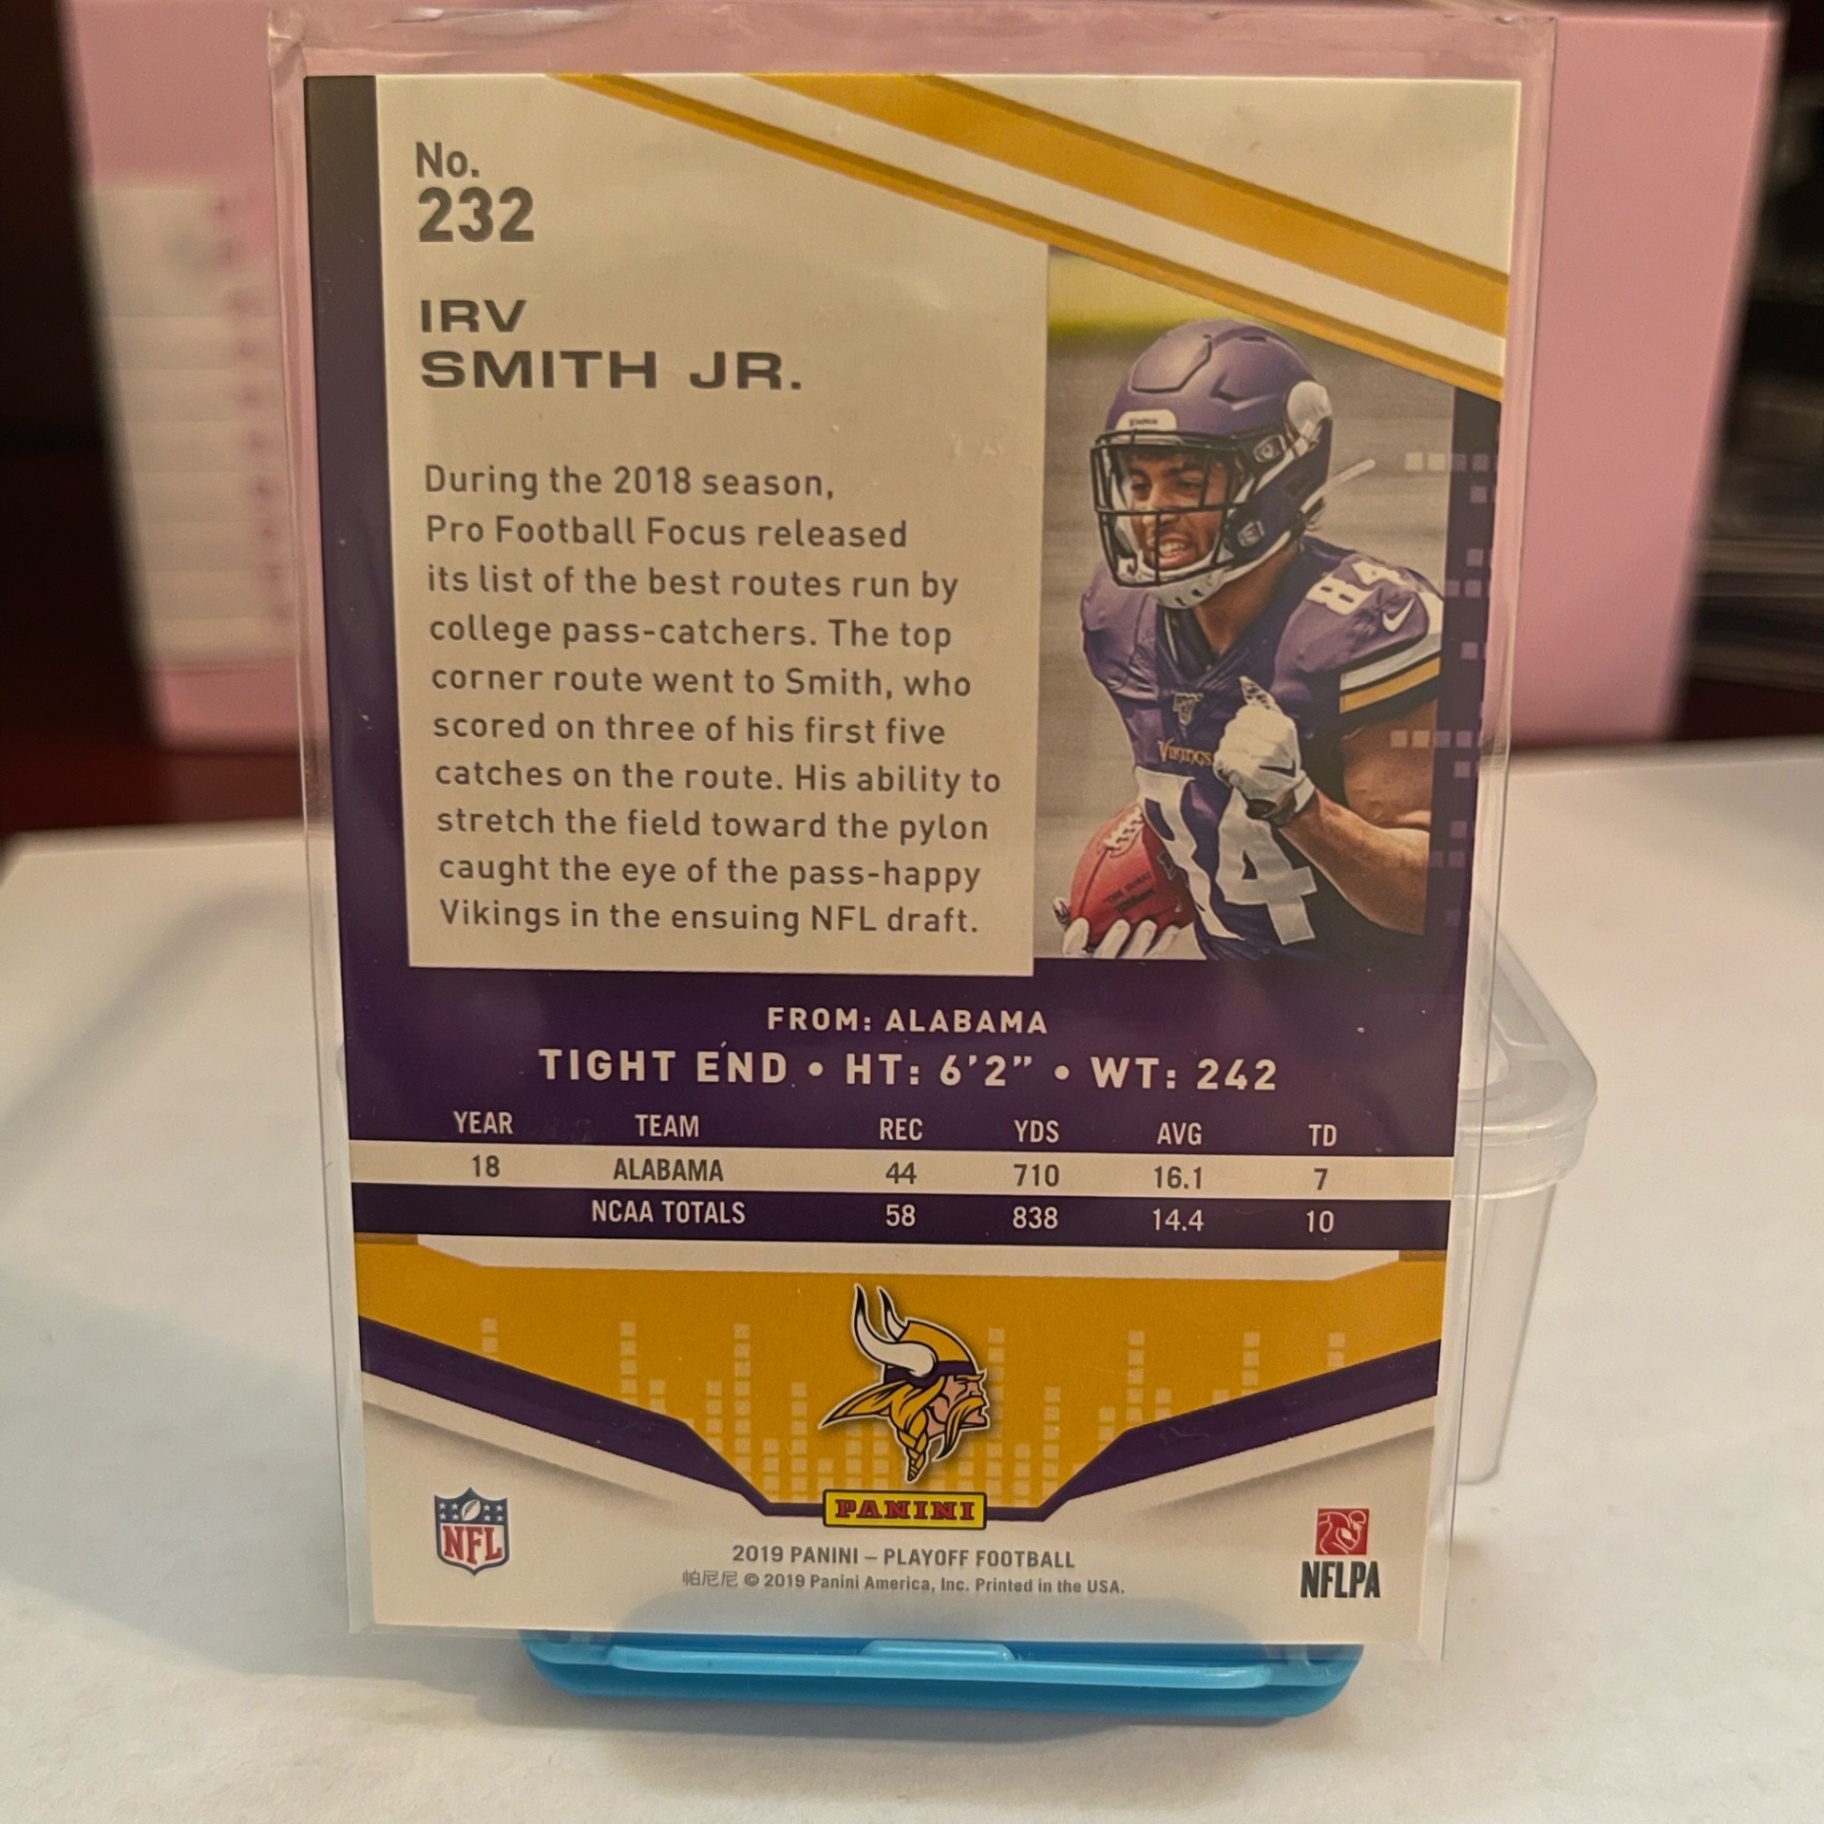 No.
232
IRV
SMITH JR.
During the 2018 season,
Pro Football Focus released
its list of the best routes run by
college pass-catchers. The top
corner route went to Smith, who
scored on three of his first five
catches on the route. His ability to
stretch the field toward the pylon
caught the eye of the pass-happy
Vikings in the ensuing NFL draft.
84
VIKINGS
84
FROM: ALABAMA
TIGHT END • HT: 6'2" • WT: 242
YEAR TEAM REC YDS AVG TD
18 ALABAMA 44 710 16.1 7
NCAA TOTALS 58 838 14.4 10
PANINI
NFL
2019 PANINI – PLAYOFF FOOTBALL
帕尼尼 © 2019 Panini America, Inc. Printed in the USA.
NFLPA